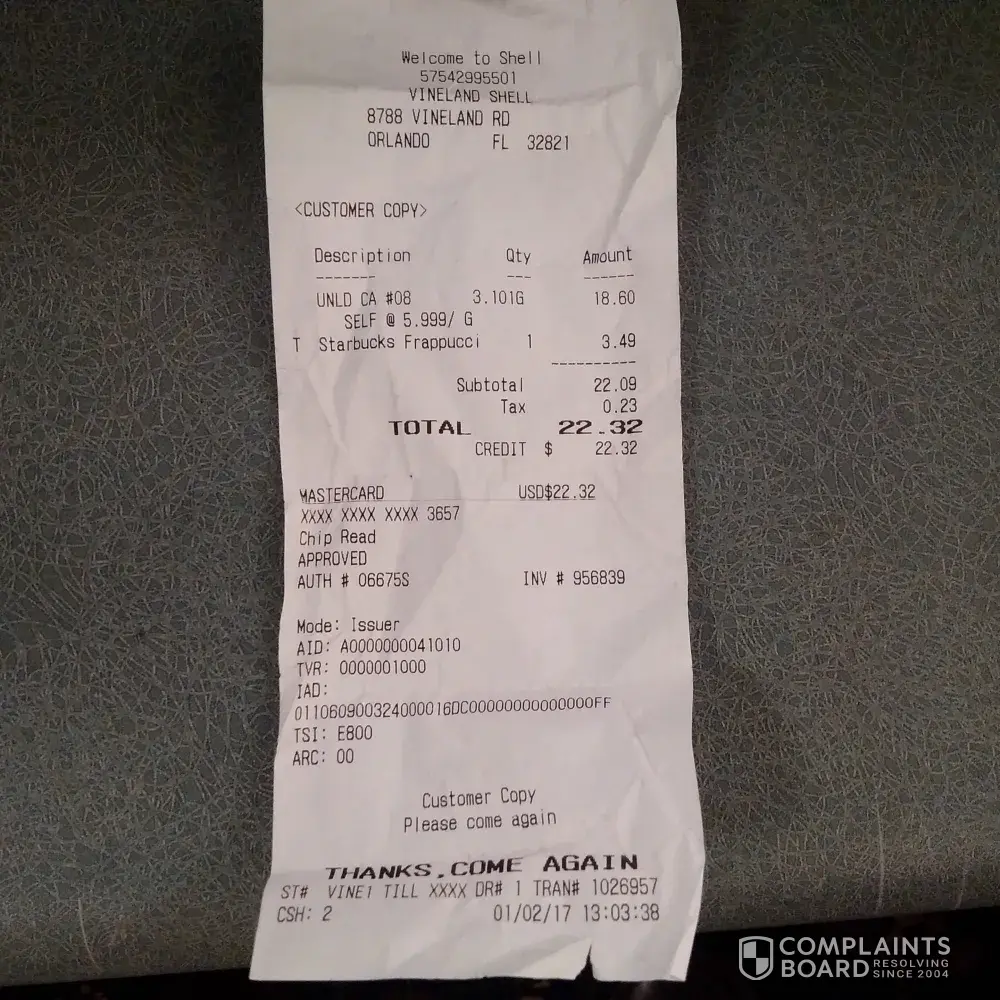 Welcome to Shell
57542995501
VINELAND SHELL
8788 VINELAND RD
ORLANDO FL 32821
<CUSTOMER COPY>
Description Qty Amount
------- --- ------
UNLD CA #08 3.101G 18.60
SELF @ 5.999/ G
T Starbucks Frappucci 1 3.49
----------
Subtotal 22.09
Tax 0.23
TOTAL 22.32
CREDIT $ 22.32
MASTERCARD USD$22.32
XXXX XXXX XXXX 3657
Chip Read
APPROVED
AUTH # 06675S INV # 956839
Mode: Issuer
AID: A0000000041010
TVR: 0000001000
IAD:
011060900324000016DC00000000000000FF
TSI: E800
ARC: 00
Customer Copy
Please come again
THANKS,COME AGAIN
ST# VINE1 TILL XXXX DR# 1 TRAN# 1026957
CSH: 2 01/02/17 13:03:38
COMPLAINTS
BOARD RESOLVING
SINCE 2004